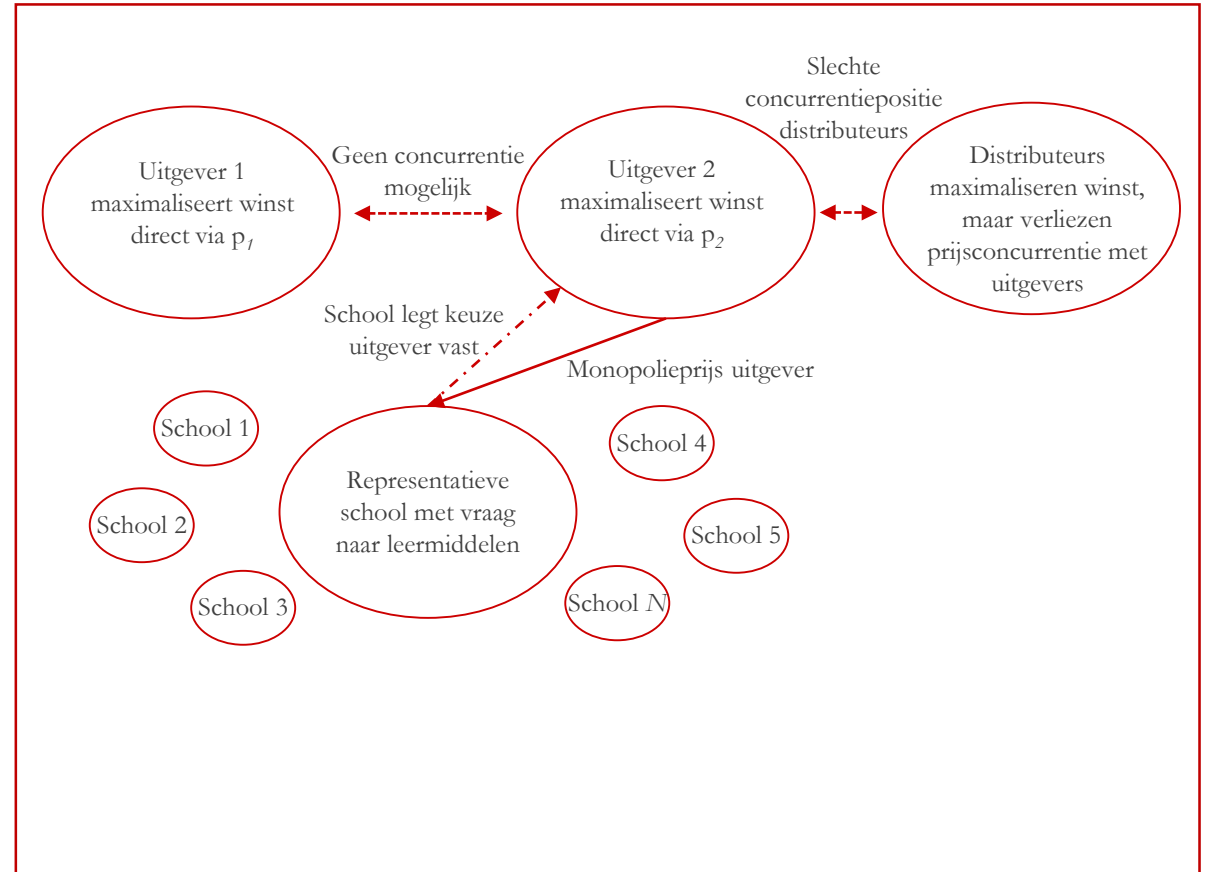 Slechte
concurrentiepositie
distributeurs
Uitgever 1
maximaliseert winst
direct via p1
Geen concurrentie
mogelijk
Uitgever 2
maximaliseert winst
direct via p2
Distributeurs
maximaliseren winst,
maar verliezen
prijsconcurrentie met
uitgevers
School legt keuze
uitgever vast
Monopolieprijs uitgever
School 1
School 2
School 3
Representatieve
school met vraag
naar leermiddelen
School 4
School 5
School N